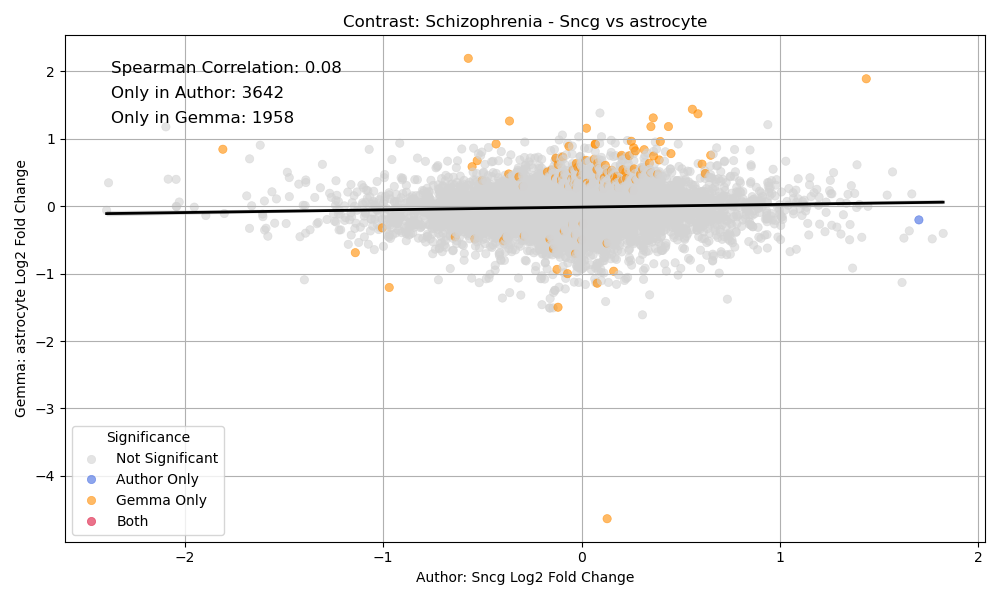 Contrast: Schizophrenia - Sncg vs astrocyte
Spearman Correlation: 0.08
Only in Author: 3642
Only in Gemma: 1958
2
1
0
−1
−2
−3
−4
Gemma: astrocyte Log2 Fold Change
Significance
Not Significant
Author Only
Gemma Only
Both
−2
−1
0
1
2
Author: Sncg Log2 Fold Change